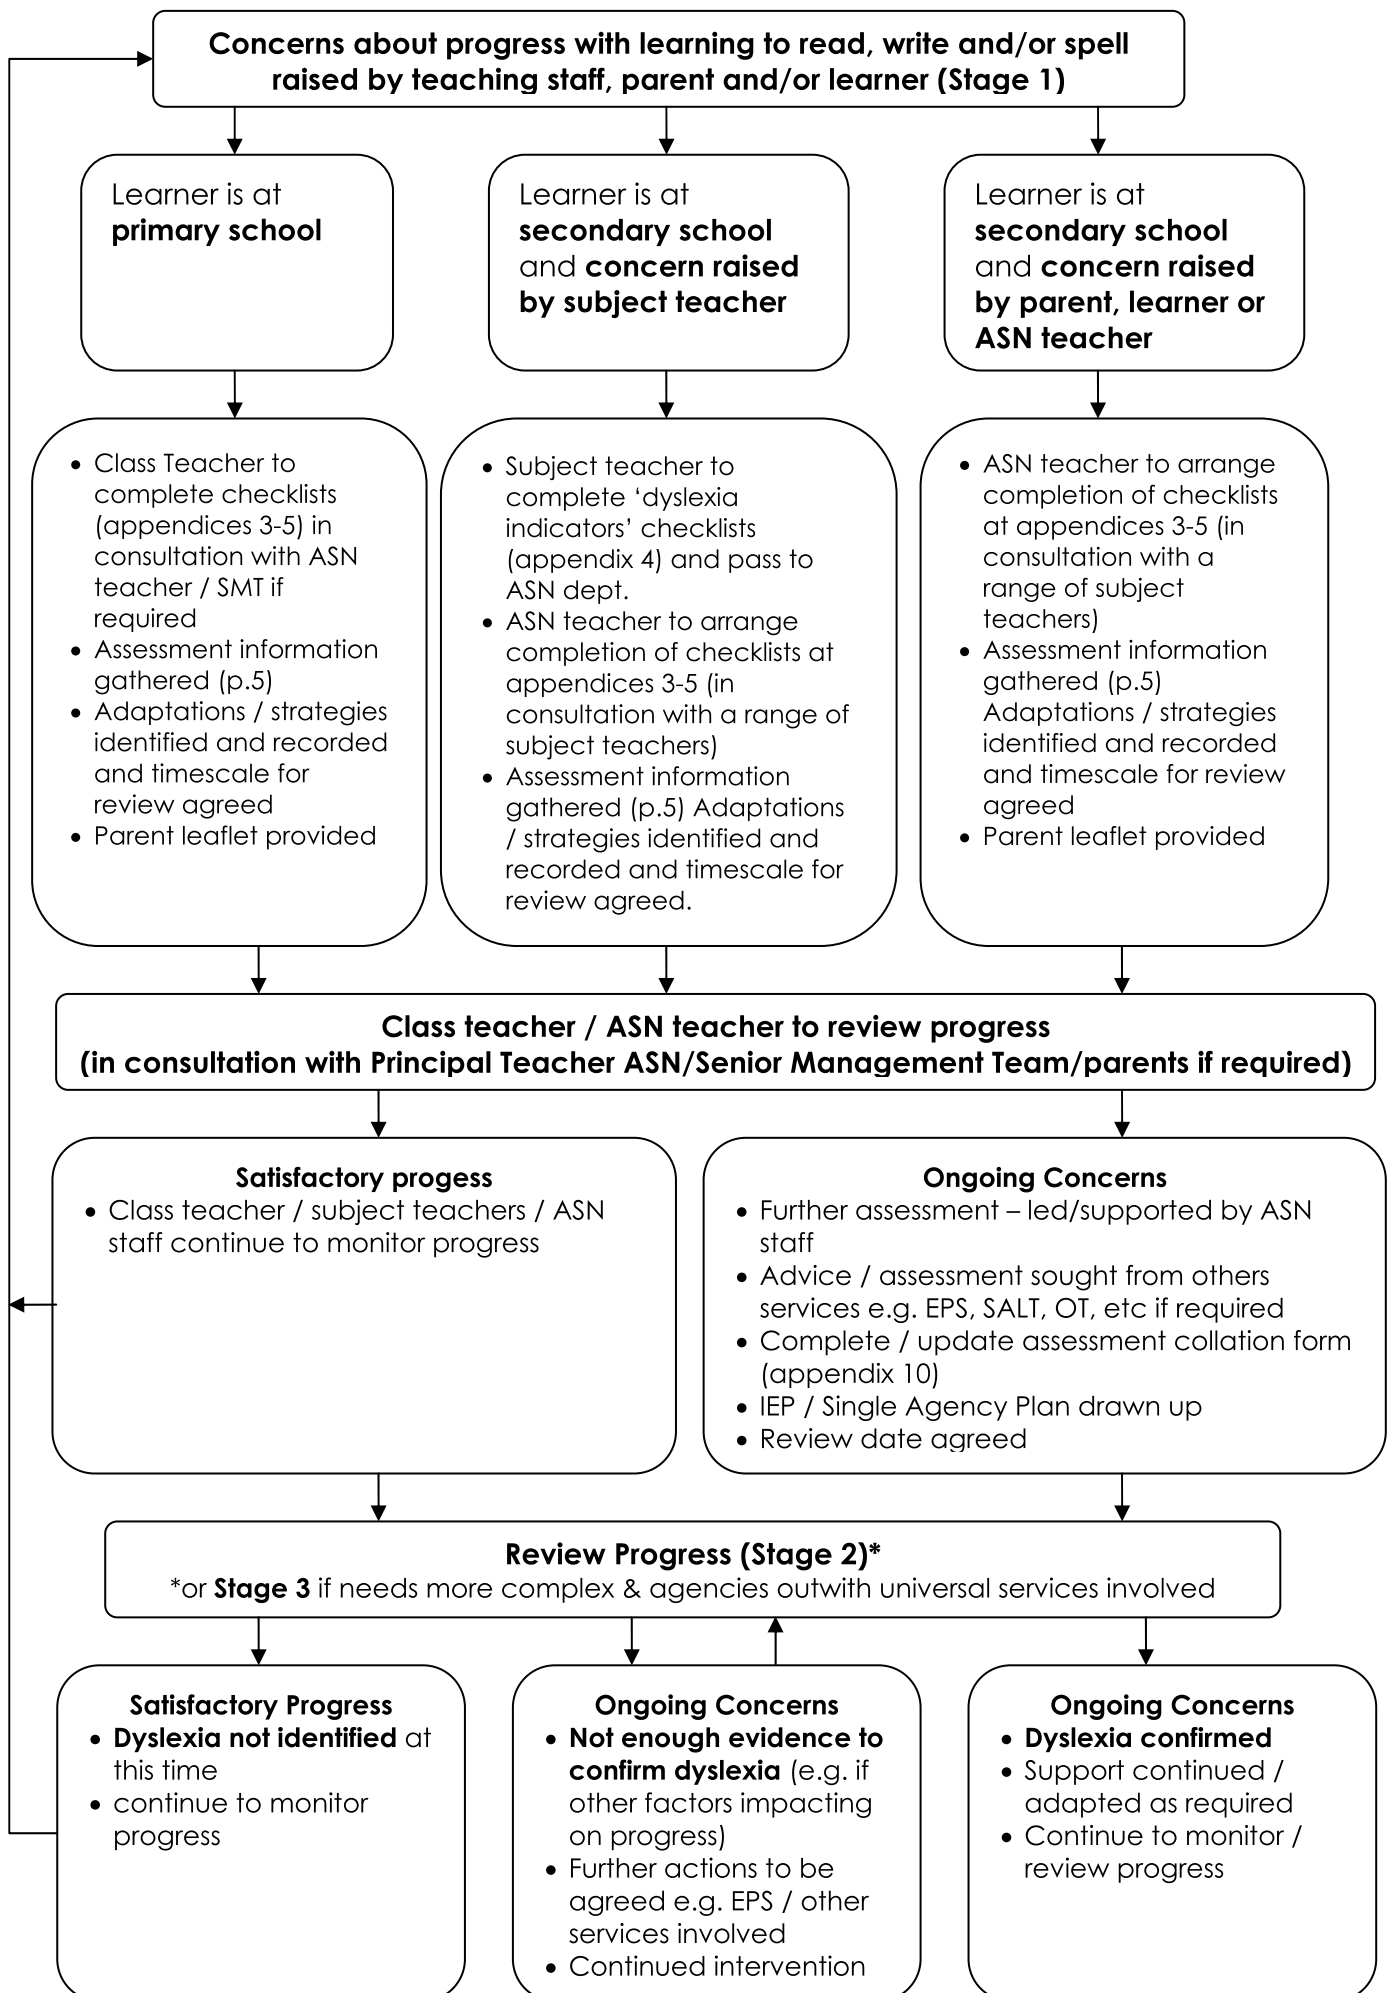 Concerns about progress with learning to read, write and/or spell
raised by teaching staff, parent and/or learner (Stage 1)
Learner is at
primary school
Learner is at
secondary school
and concern raised
by subject teacher
Learner is at
secondary school
and concern raised
by parent, learner or
ASN teacher
• Class Teacher to
complete checklists
(appendices 3-5) in
consultation with ASN
teacher / SMT if
required
• Assessment information
gathered (p.5)
• Adaptations / strategies
identified and recorded
and timescale for
review agreed
• Parent leaflet provided
• Subject teacher to
complete ‘dyslexia
indicators’ checklists
(appendix 4) and pass to
ASN dept.
• ASN teacher to arrange
completion of checklists at
appendices 3-5 (in
consultation with a range of
subject teachers)
• Assessment information
gathered (p.5) Adaptations
/ strategies identified and
recorded and timescale for
review agreed.
• ASN teacher to arrange
completion of checklists
at appendices 3-5 (in
consultation with a
range of subject
teachers)
• Assessment information
gathered (p.5)
Adaptations / strategies
identified and recorded
and timescale for review
agreed
• Parent leaflet provided
Class teacher / ASN teacher to review progress
(in consultation with Principal Teacher ASN/Senior Management Team/parents if required)
Satisfactory progess
• Class teacher / subject teachers / ASN
staff continue to monitor progress
Ongoing Concerns
• Further assessment – led/supported by ASN
staff
• Advice / assessment sought from others
services e.g. EPS, SALT, OT, etc if required
• Complete / update assessment collation form
(appendix 10)
• IEP / Single Agency Plan drawn up
• Review date agreed
Review Progress (Stage 2)*
*or Stage 3 if needs more complex & agencies outwith universal services involved
Satisfactory Progress
• Dyslexia not identified at
this time
• continue to monitor
progress
Ongoing Concerns
• Not enough evidence to
confirm dyslexia (e.g. if
other factors impacting
on progress)
• Further actions to be
agreed e.g. EPS / other
services involved
• Continued intervention
Ongoing Concerns
• Dyslexia confirmed
• Support continued /
adapted as required
• Continue to monitor /
review progress